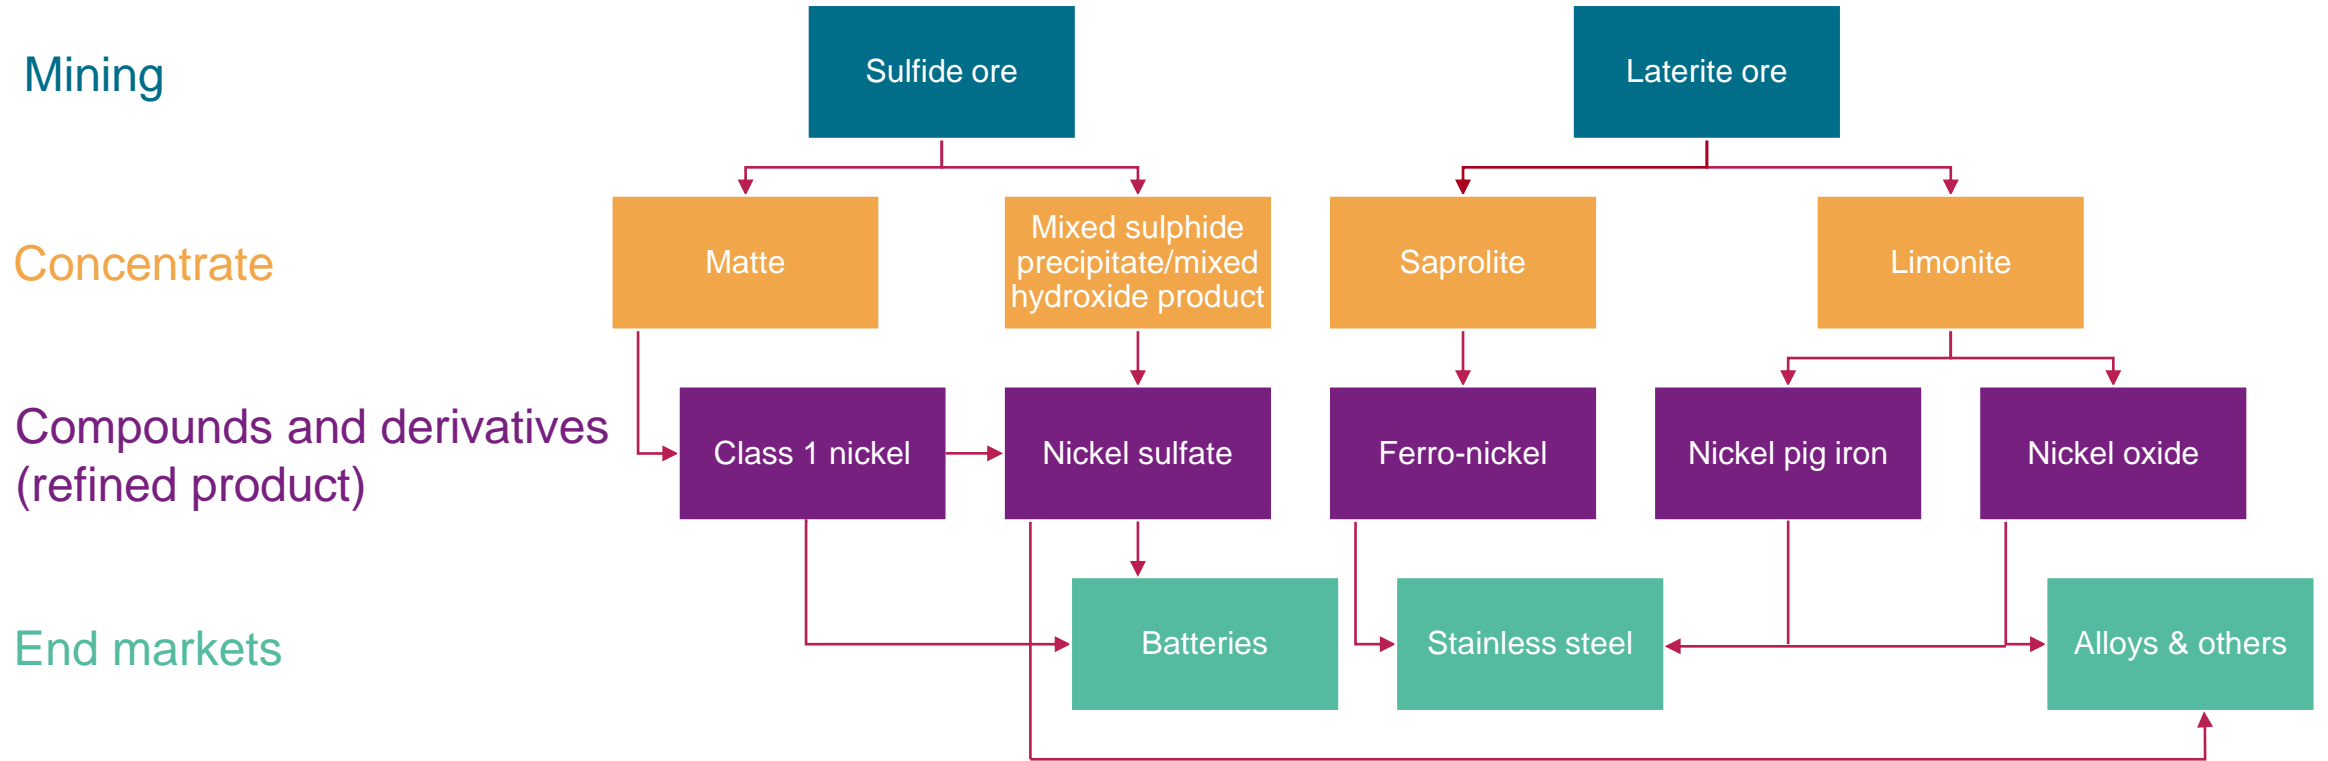 Mining
Sulfide ore
Laterite ore
Concentrate
Matte
Mixed sulphide
precipitate/mixed
hydroxide product
Saprolite
Limonite
Compounds and derivatives
(refined product)
Class 1 nickel
Nickel sulfate
Ferro-nickel
Nickel pig iron
Nickel oxide
End markets
Batteries
Stainless steel
Alloys & others